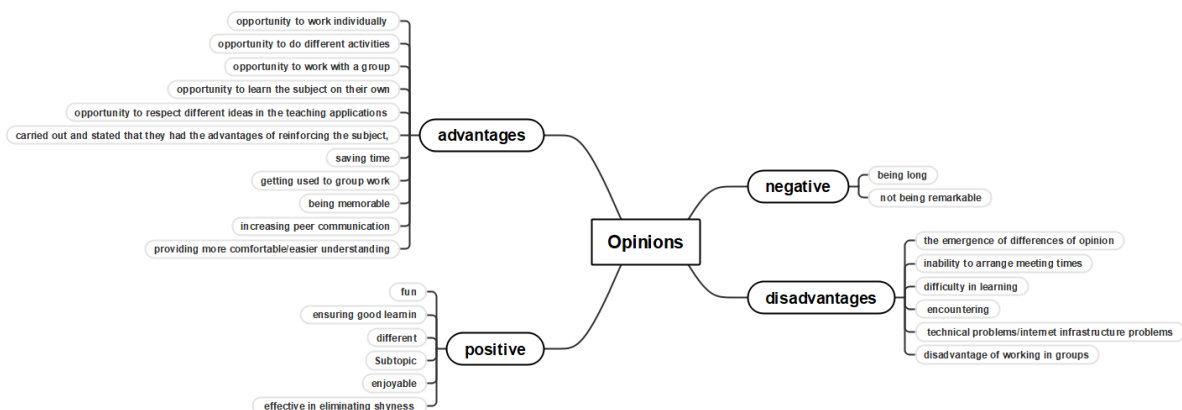 opportunity to work individually
opportunity to do different activities
opportunity to work with a group
opportunity to learn the subject on their own
opportunity to respect different ideas in the teaching applications
carried out and stated that they had the advantages of reinforcing the subject,
saving time
getting used to group work
being memorable
increasing peer communication
providing more comfortable/easier understanding
advantages
fun
ensuring good learnin
different
Subtopic
enjoyable
effective in eliminating shyness
positive
Opinions
negative
being long
not being remarkable
disadvantages
the emergence of differences of opinion
inability to arrange meeting times
difficulty in learning
encountering
technical problems/internet infrastructure problems
disadvantage of working in groups